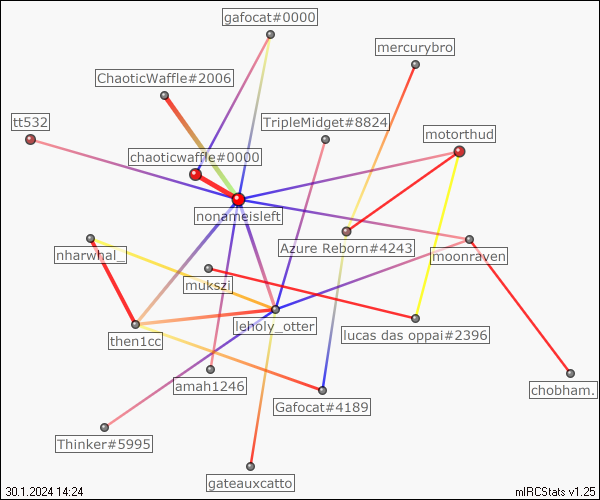 gafocat#0000
mercurybro
ChaoticWaffle#2006
tt532
TripleMidget#8824
motorthud
chaoticwaffle#0000
nonameisleft
Azure Reborn#4243
moonraven
nharwhal_
mukszi
leholy_otter
lucas das oppai#2396
then1cc
amah1246
chobham.
Gafocat#4189
Thinker#5995
gateauxcatto
30.1.2024 14:24
mIRCStats v1.25